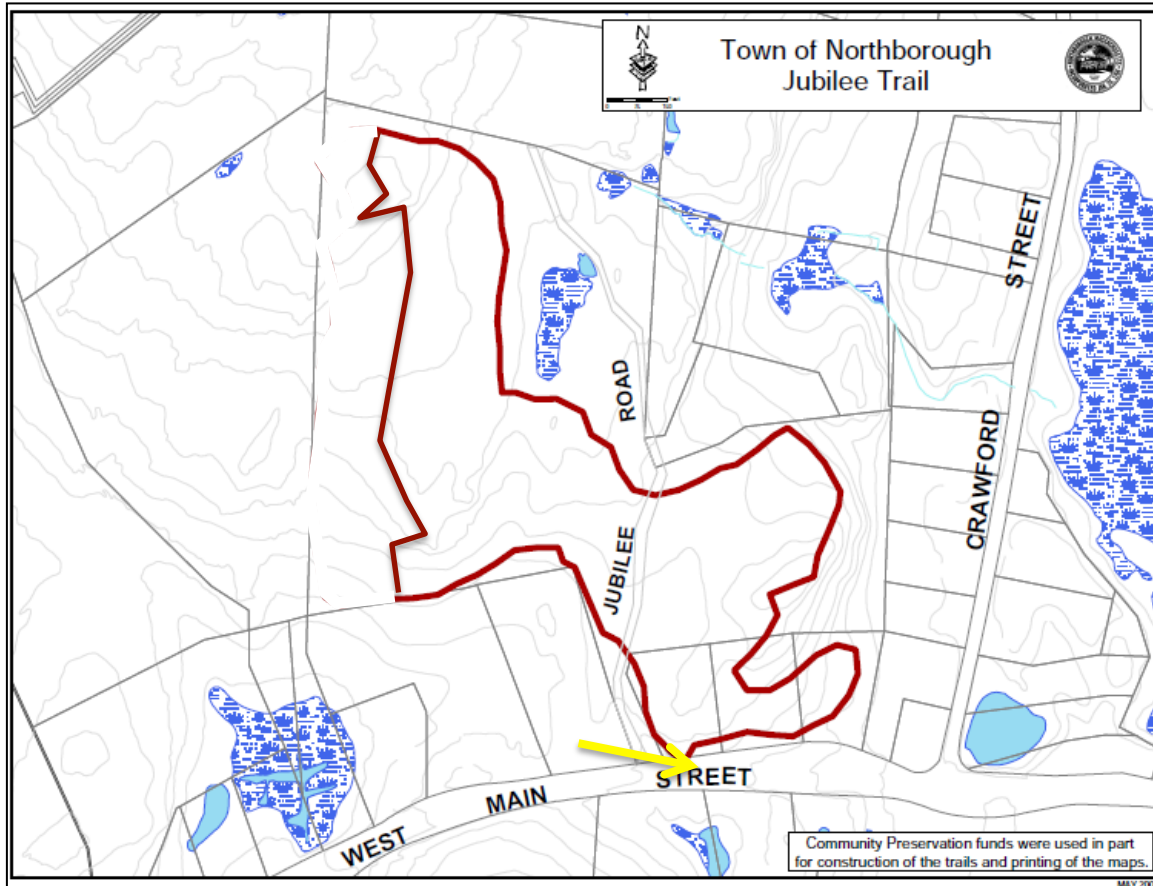 N
Town of Northborough
Jubilee Trail
STREET
ROAD
CRAWFORD
JUBILEE
STREET
MAIN
WEST
Community Preservation funds were used in part
for construction of the trails and printing of the maps.